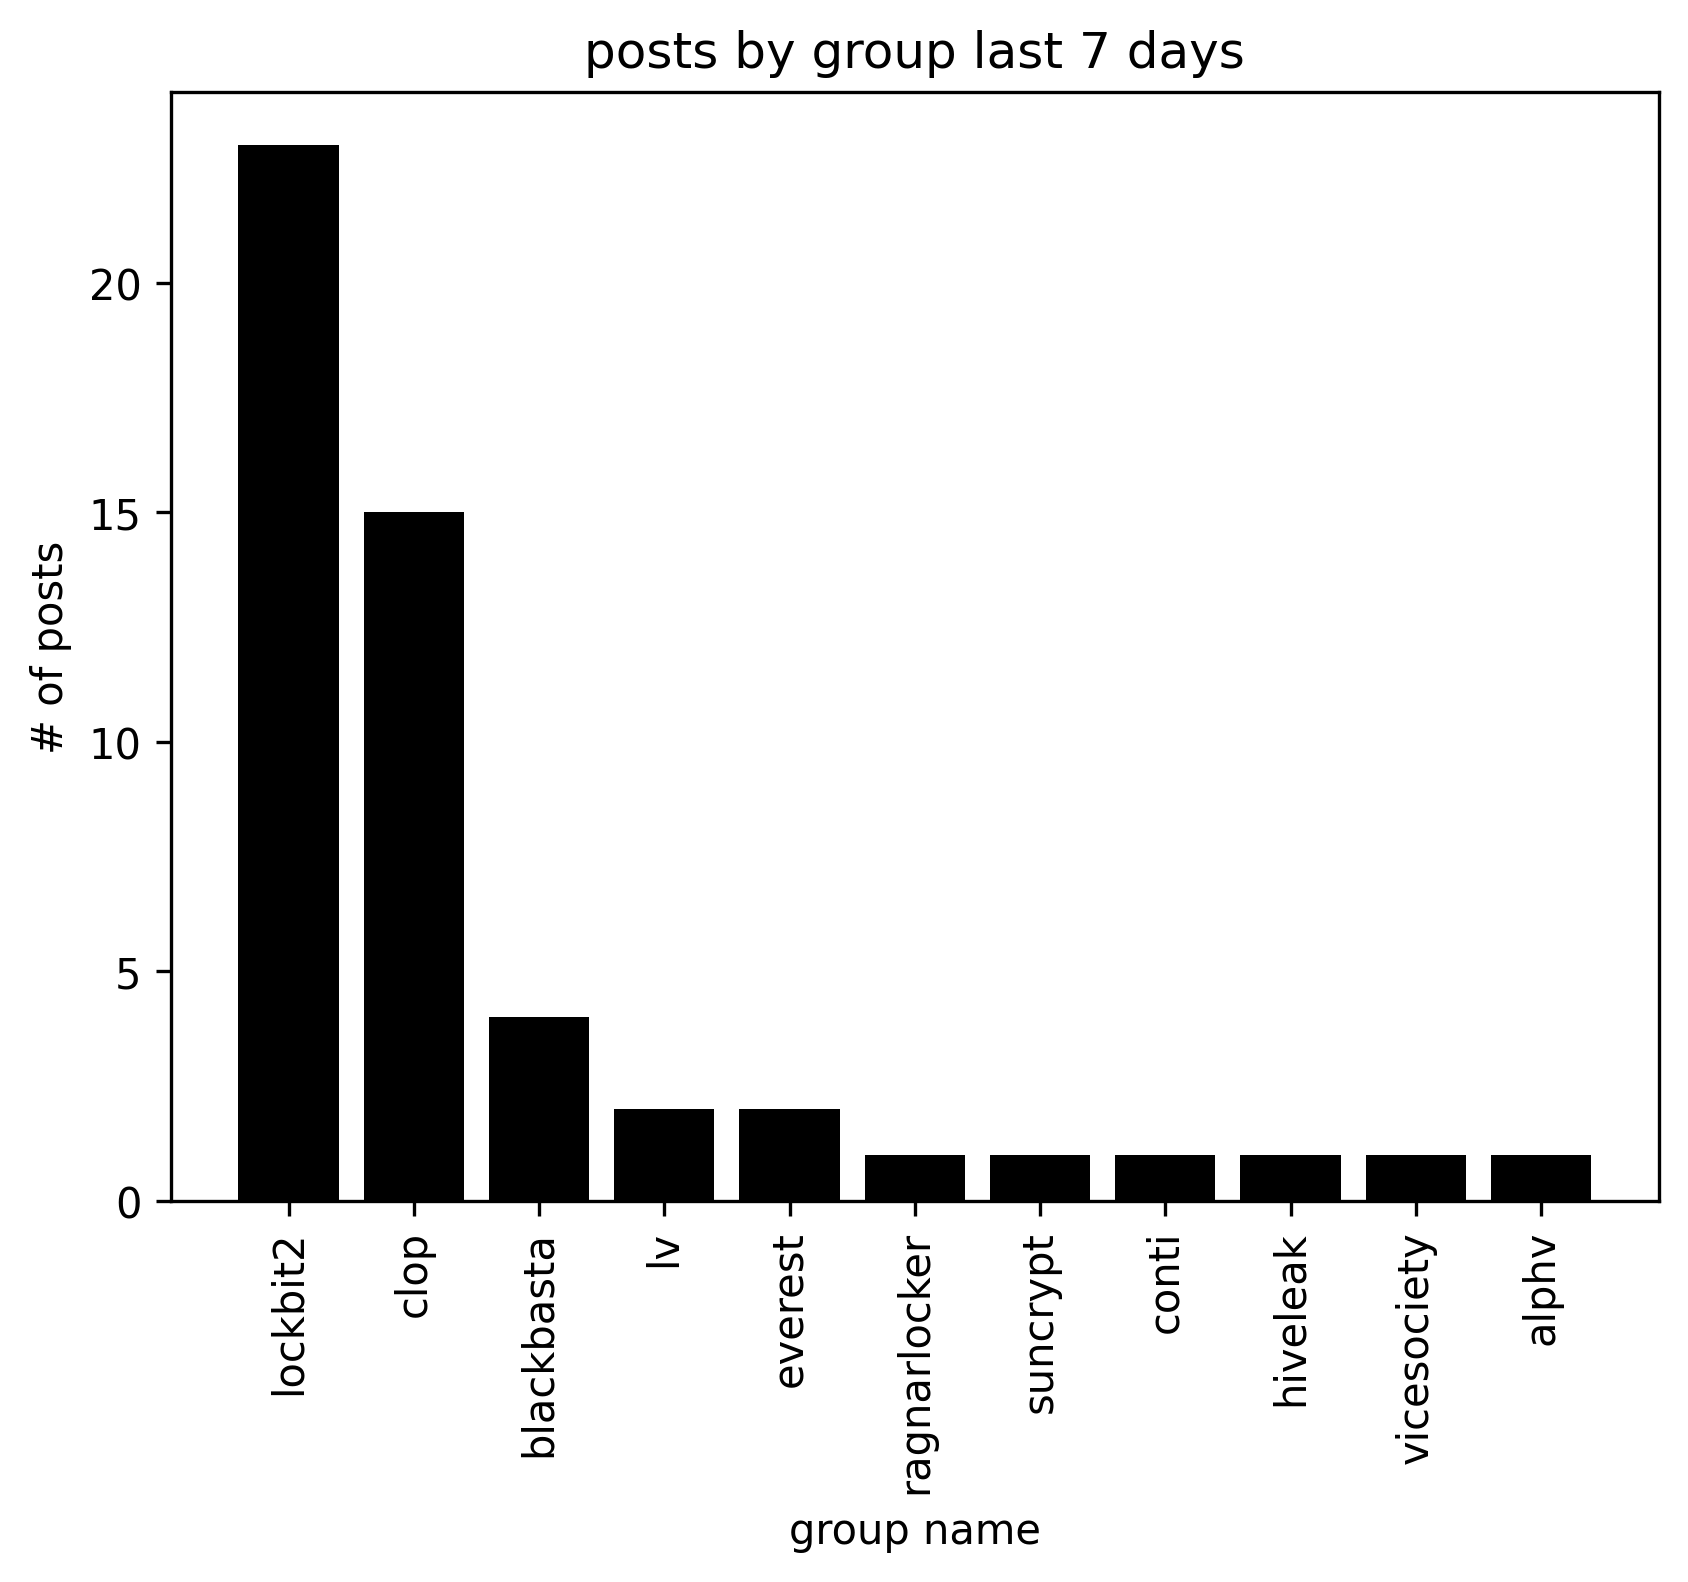 posts by group last 7 days
# of posts
20
15
10
5
0
lockbit2
clop
blackbasta
lv
everest
ragnarlocker
suncrypt
conti
hiveleak
vicesociety
alphv
group name